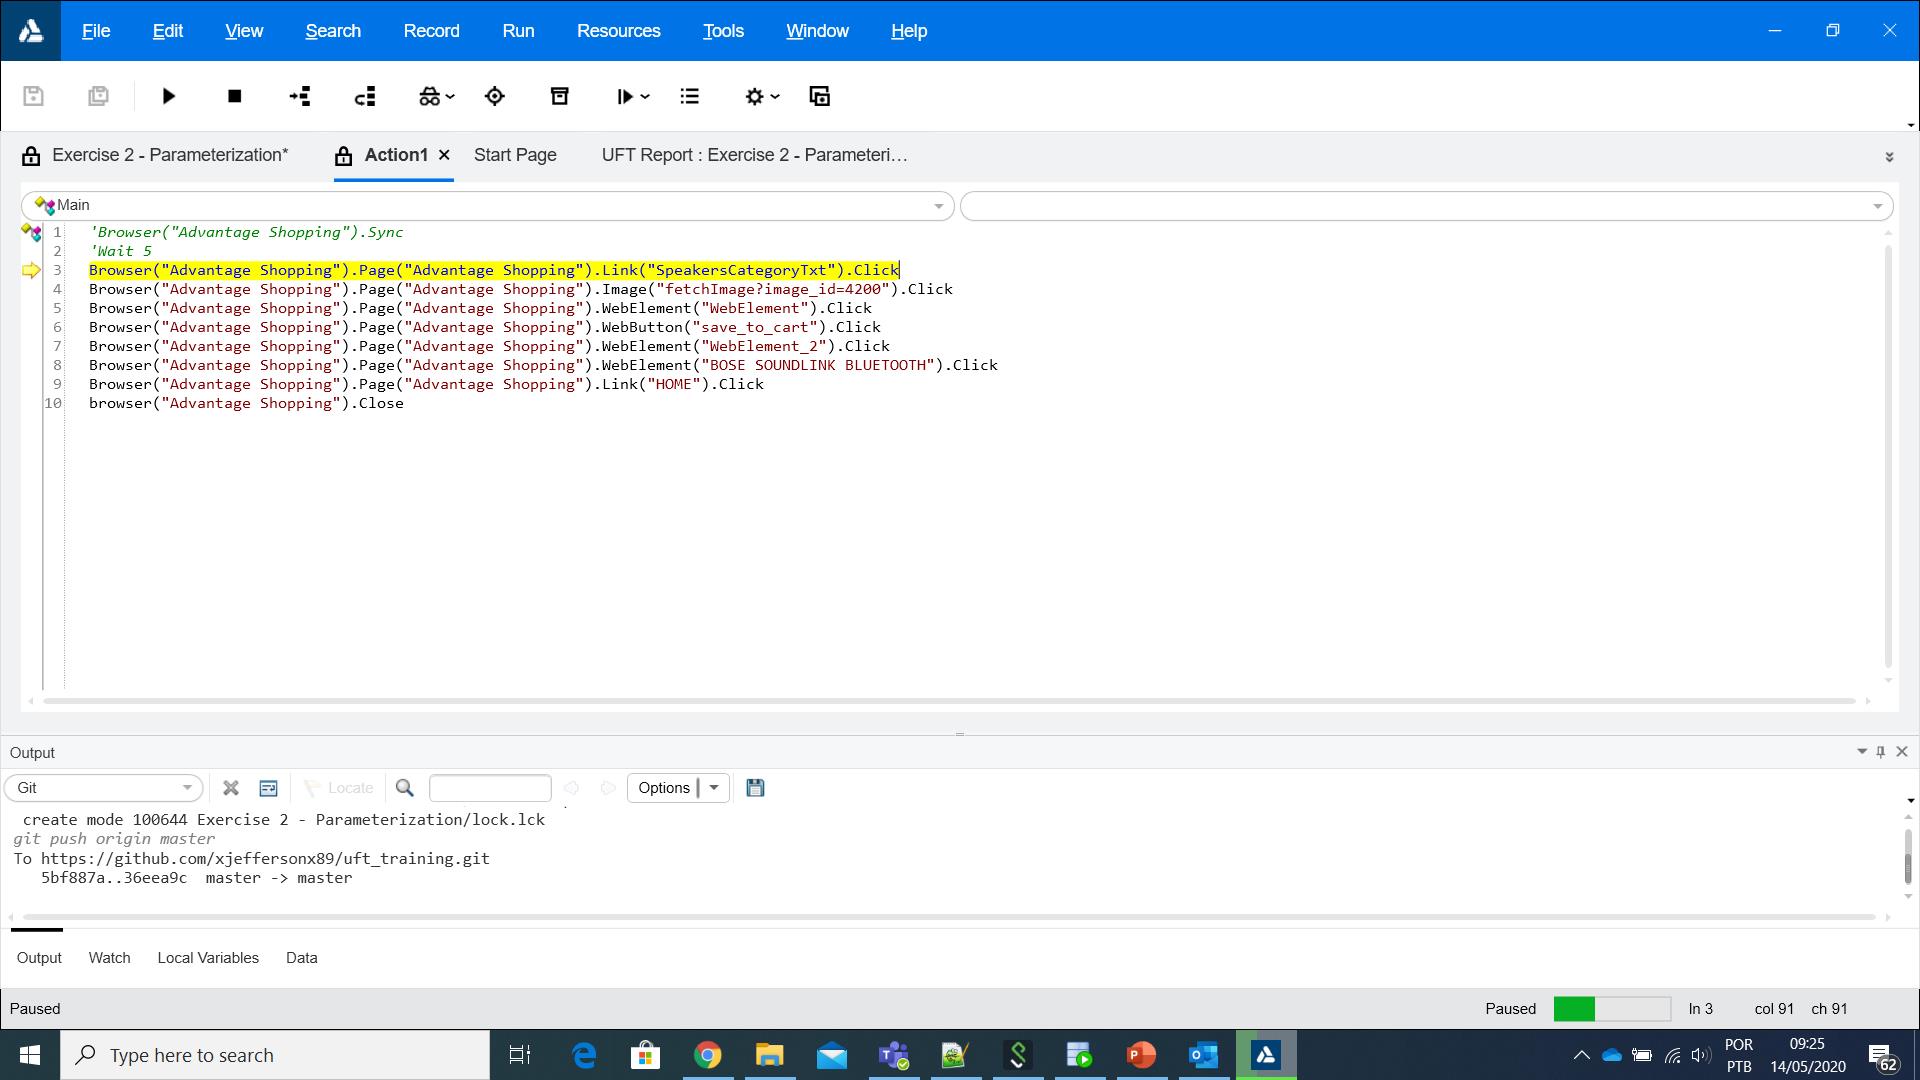 File Edit View Search Record Run Resources Tools Window Help
Exercise 2 - Parameterization* Action1 Start Page UFT Report : Exercise 2 - Parameteri…
Main
1 'Browser("Advantage Shopping").Sync
2 'Wait 5
3 Browser("Advantage Shopping").Page("Advantage Shopping").Link("SpeakersCategoryTxt").Click
4 Browser("Advantage Shopping").Page("Advantage Shopping").Image("fetchImage?image_id=4200").Click
5 Browser("Advantage Shopping").Page("Advantage Shopping").WebElement("WebElement").Click
6 Browser("Advantage Shopping").Page("Advantage Shopping").WebButton("save_to_cart").Click
7 Browser("Advantage Shopping").Page("Advantage Shopping").WebElement("WebElement_2").Click
8 Browser("Advantage Shopping").Page("Advantage Shopping").WebElement("BOSE SOUNDLINK BLUETOOTH").Click
9 Browser("Advantage Shopping").Page("Advantage Shopping").Link("HOME").Click
10 browser("Advantage Shopping").Close
Output
Git Locate Options
create mode 100644 Exercise 2 - Parameterization/lock.lck
git push origin master
To https://github.com/xjeffersonx89/uft_training.git
5bf887a..36eea9c master -> master
Output Watch Local Variables Data
Paused Paused ln 3 col 91 ch 91
Type here to search
POR 09:25
PTB 14/05/2020 62